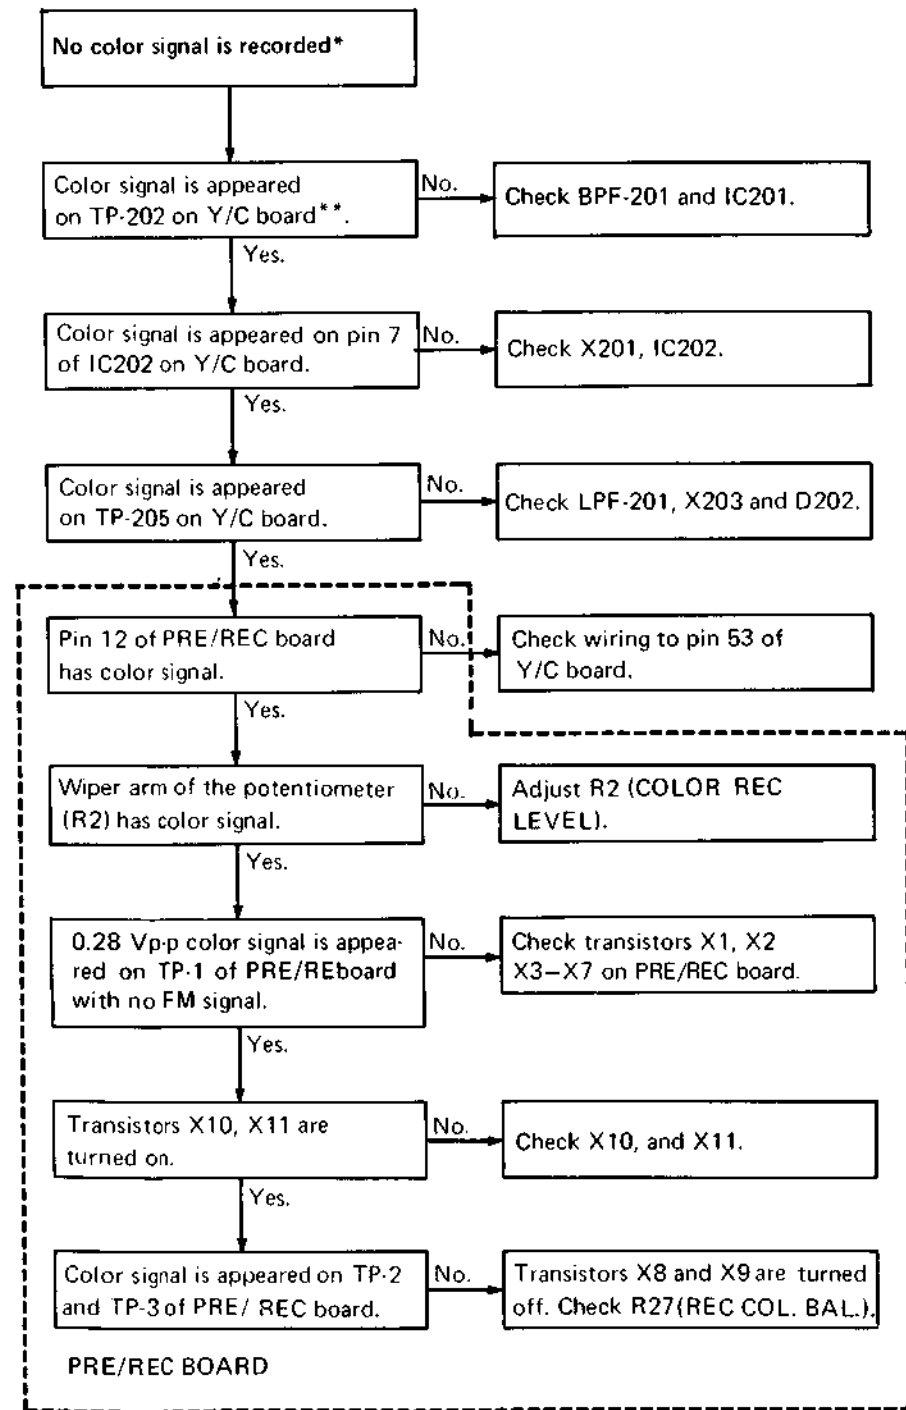 No color signal is recorded*
Color signal is appeared
on TP-202 on Y/C board**.
No.
Check BPF-201 and IC201.
Yes.
Color signal is appeared on pin 7
of IC202 on Y/C board.
No.
Check X201, IC202.
Yes.
Color signal is appeared
on TP-205 on Y/C board.
No.
Check LPF-201, X203 and D202.
Yes.
Pin 12 of PRE/REC board
has color signal.
No.
Check wiring to pin 53 of
Y/C board.
Yes.
Wiper arm of the potentiometer
(R2) has color signal.
No.
Adjust R2 (COLOR REC
LEVEL).
Yes.
0.28 Vp-p color signal is appea-
red on TP-1 of PRE/REboard
with no FM signal.
No.
Check transistors X1, X2
X3–X7 on PRE/REC board.
Yes.
Transistors X10, X11 are
turned on.
No.
Check X10, and X11.
Yes.
Color signal is appeared on TP-2
and TP-3 of PRE/ REC board.
No.
Transistors X8 and X9 are turned
off. Check R27(REC COL. BAL.).
PRE/REC BOARD